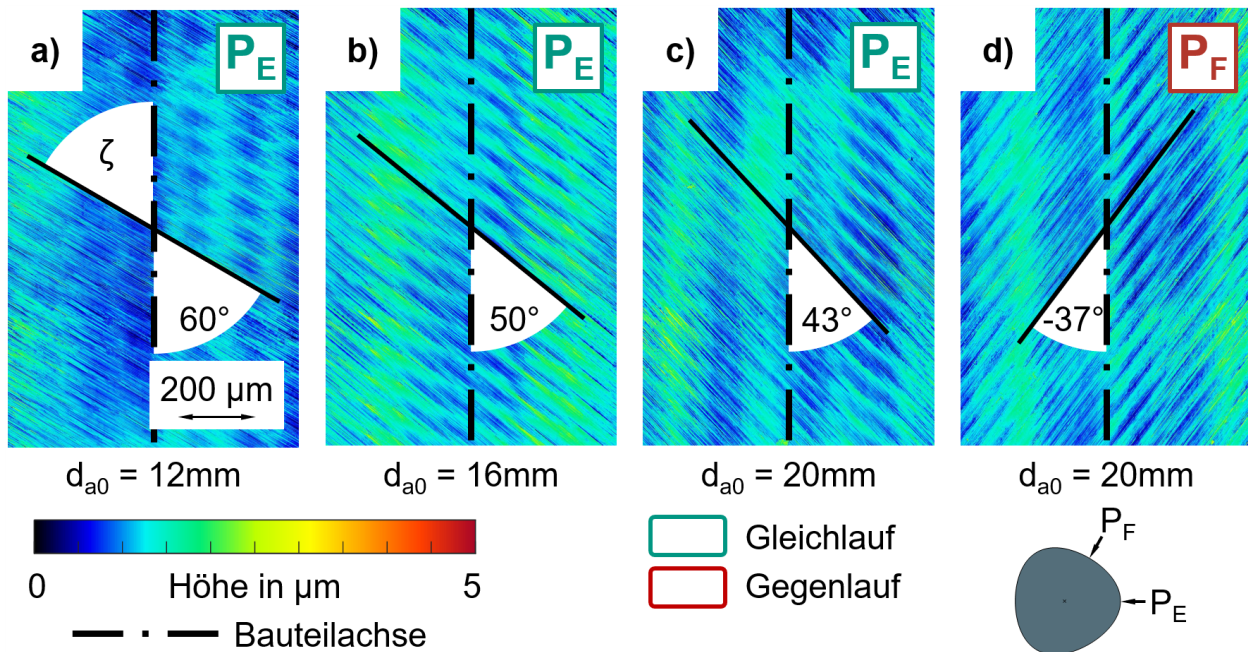 a)
P_E
ζ
60°
200 µm
d_a0 = 12mm
b)
P_E
50°
d_a0 = 16mm
c)
P_E
43°
d_a0 = 20mm
d)
P_F
-37°
d_a0 = 20mm
0 Höhe in µm 5
Bauteilachse
Gleichlauf
Gegenlauf
P_F
P_E